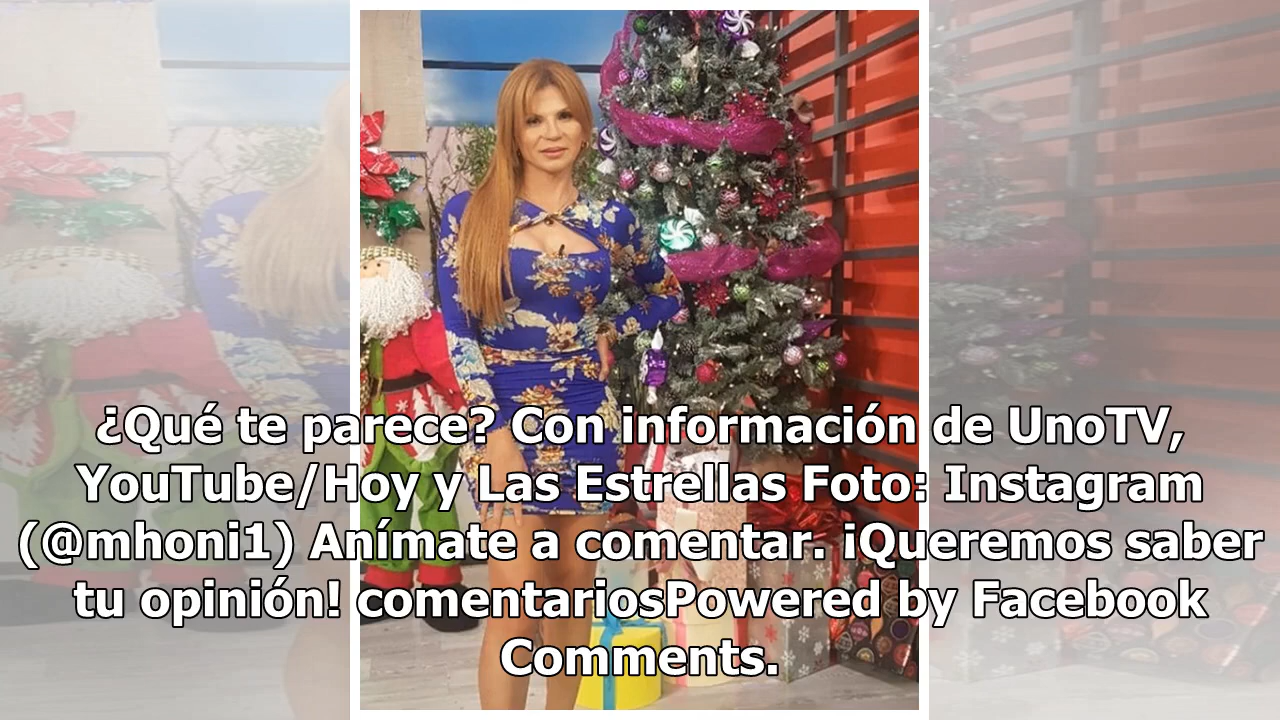 ¿Qué te parece? Con información de UnoTV,
YouTube/Hoy y Las Estrellas Foto: Instagram
(@mhoni1) Anímate a comentar. ¡Queremos saber
tu opinión! comentariosPowered by Facebook
Comments.